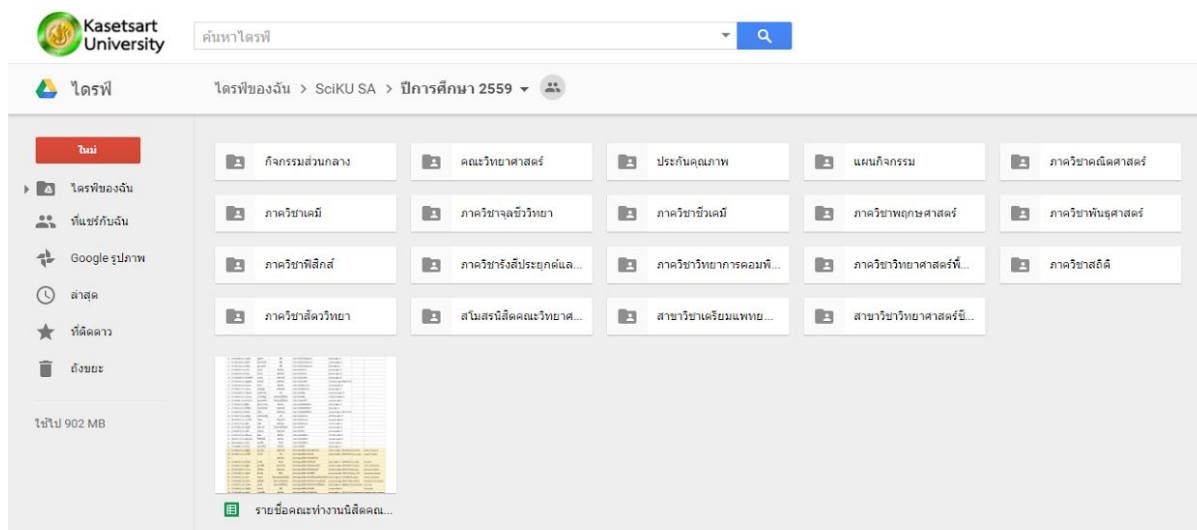 Kasetsart
University
ค้นหาไดรฟ์
ไดรฟ์
ไดรฟ์ของฉัน > SciKU SA > ปีการศึกษา 2559
ใหม่
ไดรฟ์ของฉัน
ที่แชร์กับฉัน
Google รูปภาพ
ล่าสุด
ที่ติดดาว
ถังขยะ
ใช้ไป 902 MB
กิจกรรมส่วนกลาง
คณะวิทยาศาสตร์
ประกันคุณภาพ
แผนกิจกรรม
ภาควิชาคณิตศาสตร์
ภาควิชาเคมี
ภาควิชาจุลชีววิทยา
ภาควิชาชีวเคมี
ภาควิชาพฤกษศาสตร์
ภาควิชาพันธุศาสตร์
ภาควิชาฟิสิกส์
ภาควิชารังสีประยุกต์แล...
ภาควิชาวิทยาการคอมพิ...
ภาควิชาวิทยาศาสตร์พื้...
ภาควิชาสถิติ
ภาควิชาสัตววิทยา
สโมสรนิสิตคณะวิทยาศ...
สาขาวิชาเตรียมแพทย...
สาขาวิชาวิทยาศาสตร์ชี...
รายชื่อคณะทำงานนิสิตคณ...